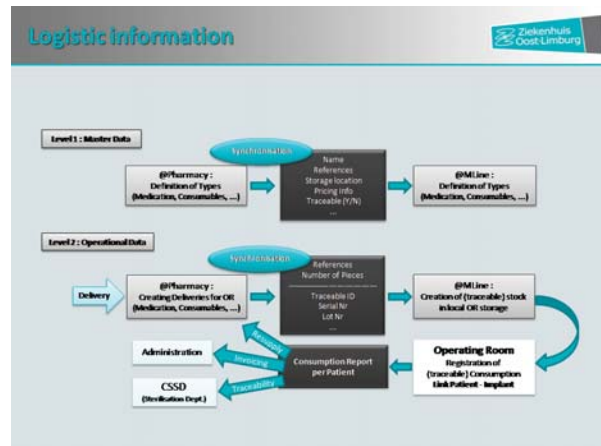 Logistic information
Ziekenhuis
Oost-Limburg
Level 1 : Master Data
Synchronisation
@Pharmacy :
Definition of Types
(Medication, Consumables, ...)
Name
References
Storage location
Pricing Info
Traceable (Y/N)
...
@MLine :
Definition of Types
(Medication, Consumables, ...)
Level 2 : Operational Data
Synchronisation
Delivery
@Pharmacy :
Creating Deliveries for OR
(Medication, Consumables, ...)
References
Number of Pieces
Traceable ID
Serial Nr
Lot Nr
...
@MLine :
Creation of (traceable) stock
in local OR storage
Resupply
Administration
Invoicing
Consumption Report
per Patient
Operating Room
Registration of
(traceable) Consumption
Link Patient - Implant
Traceability
CSSD
(Sterilisation Dept.)